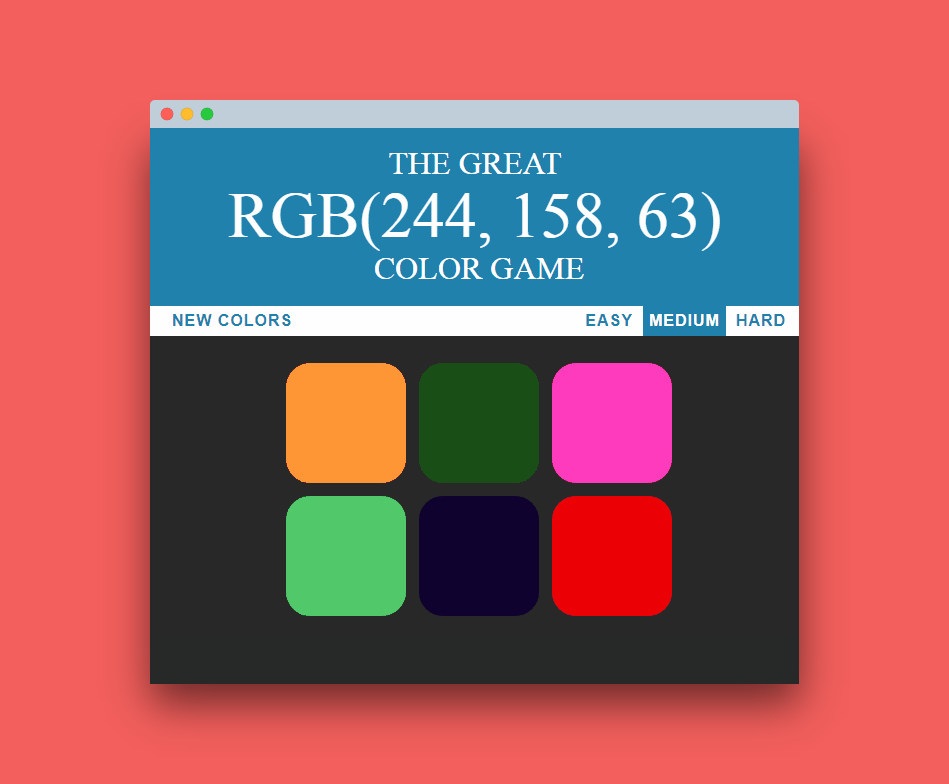 THE GREAT
RGB(244, 158, 63)
COLOR GAME
NEW COLORS EASY MEDIUM HARD